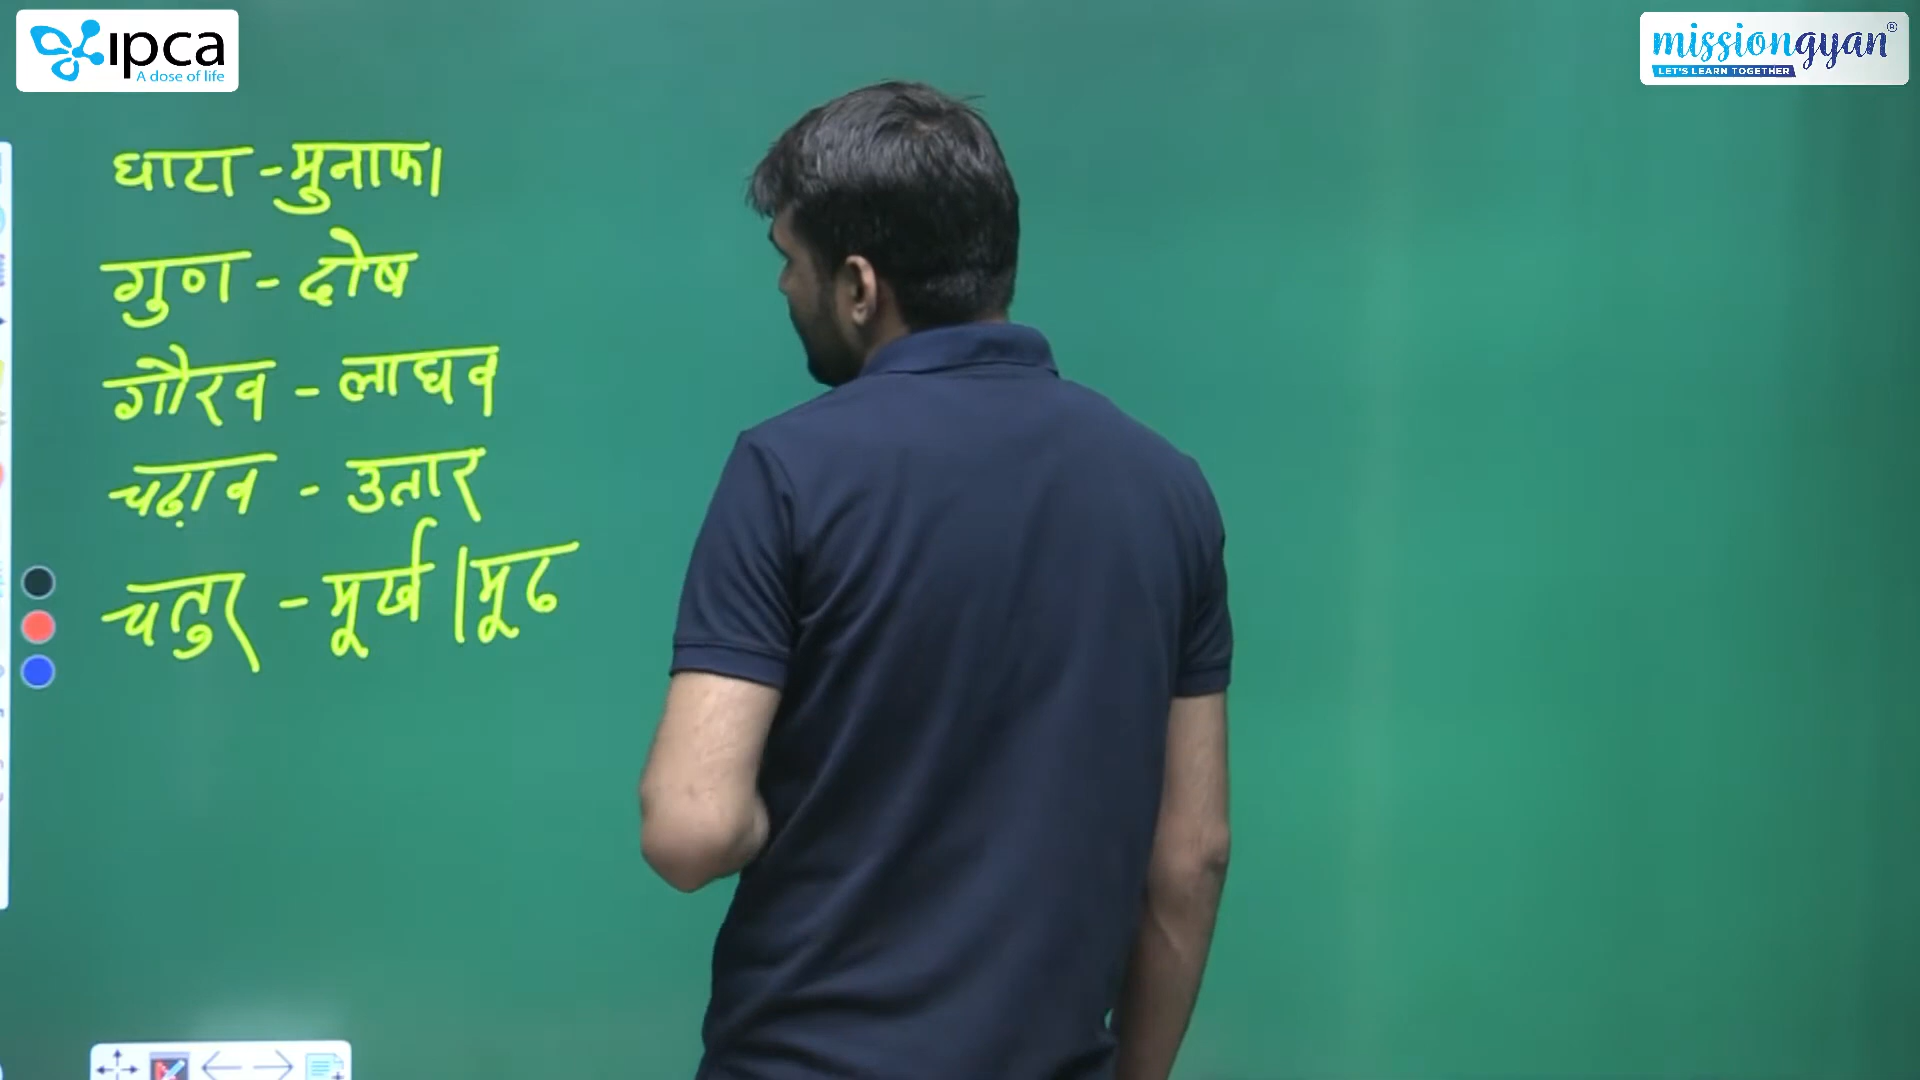 ipca
A dose of life
missiongyan®
LET'S LEARN TOGETHER
घाटा - मुनाफा
गुण - दोष
गौरव - लाघव
चढ़ाव - उतार
चतुर - मूर्ख | मूढ